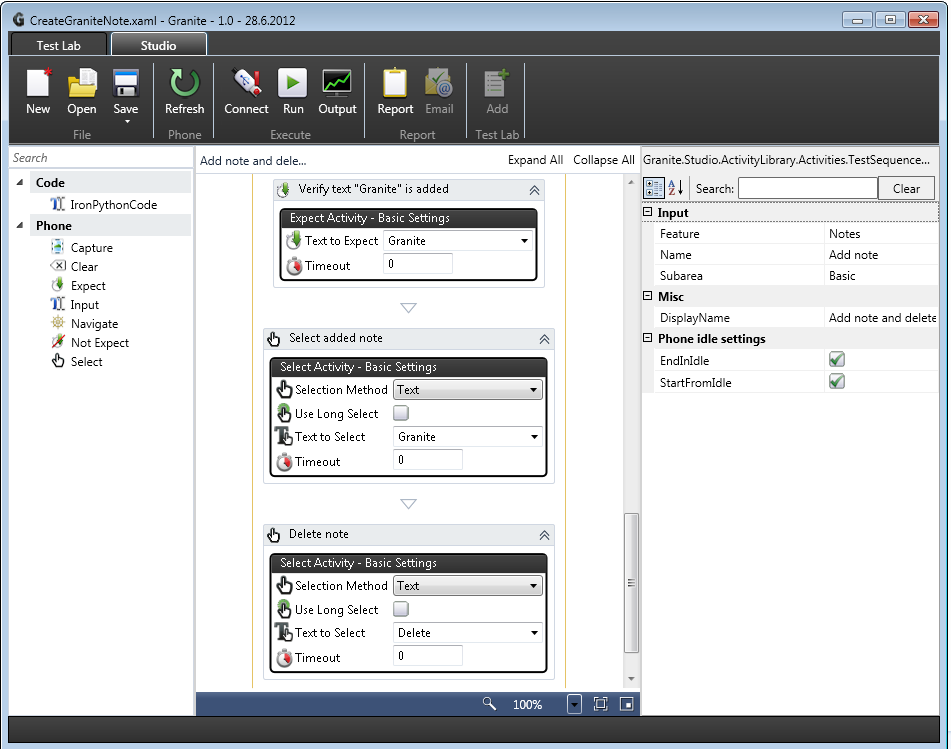 CreateGraniteNote.xaml - Granite - 1.0 - 28.6.2012
Test Lab
Studio
New
Open
Save
Refresh
Connect
Run
Output
Report
Email
Add
File
Phone
Execute
Report
Test Lab
Search
Code
IronPythonCode
Phone
Capture
Clear
Expect
Input
Navigate
Not Expect
Select
Add note and dele...
Expand All
Collapse All
Verify text "Granite" is added
Expect Activity - Basic Settings
Text to Expect Granite
Timeout 0
Select added note
Select Activity - Basic Settings
Selection Method Text
Use Long Select
Text to Select Granite
Timeout 0
Delete note
Select Activity - Basic Settings
Selection Method Text
Use Long Select
Text to Select Delete
Timeout 0
100%
Granite.Studio.ActivityLibrary.Activities.TestSequence...
Search:
Clear
Input
Feature Notes
Name Add note
Subarea Basic
Misc
DisplayName Add note and delete
Phone idle settings
EndInIdle
StartFromIdle